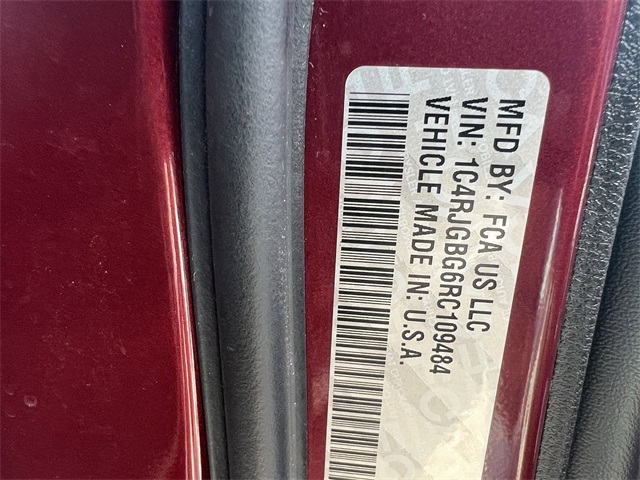 MFD BY: FCA US LLC
VIN: 1C4RJGBG6RC109484
VEHICLE MADE IN: U.S.A.